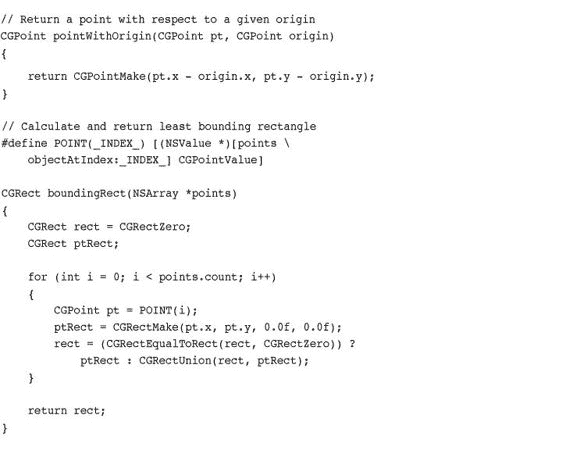 // Return a point with respect to a given origin
CGPoint pointWithOrigin(CGPoint pt, CGPoint origin)
{
    return CGPointMake(pt.x - origin.x, pt.y - origin.y);
}

// Calculate and return least bounding rectangle
#define POINT(_INDEX_) [(NSValue *)[points \
    objectAtIndex:_INDEX_] CGPointValue]

CGRect boundingRect(NSArray *points)
{
    CGRect rect = CGRectZero;
    CGRect ptRect;

    for (int i = 0; i < points.count; i++)
    {
        CGPoint pt = POINT(i);
        ptRect = CGRectMake(pt.x, pt.y, 0.0f, 0.0f);
        rect = (CGRectEqualToRect(rect, CGRectZero)) ?
            ptRect : CGRectUnion(rect, ptRect);
    }

    return rect;
}